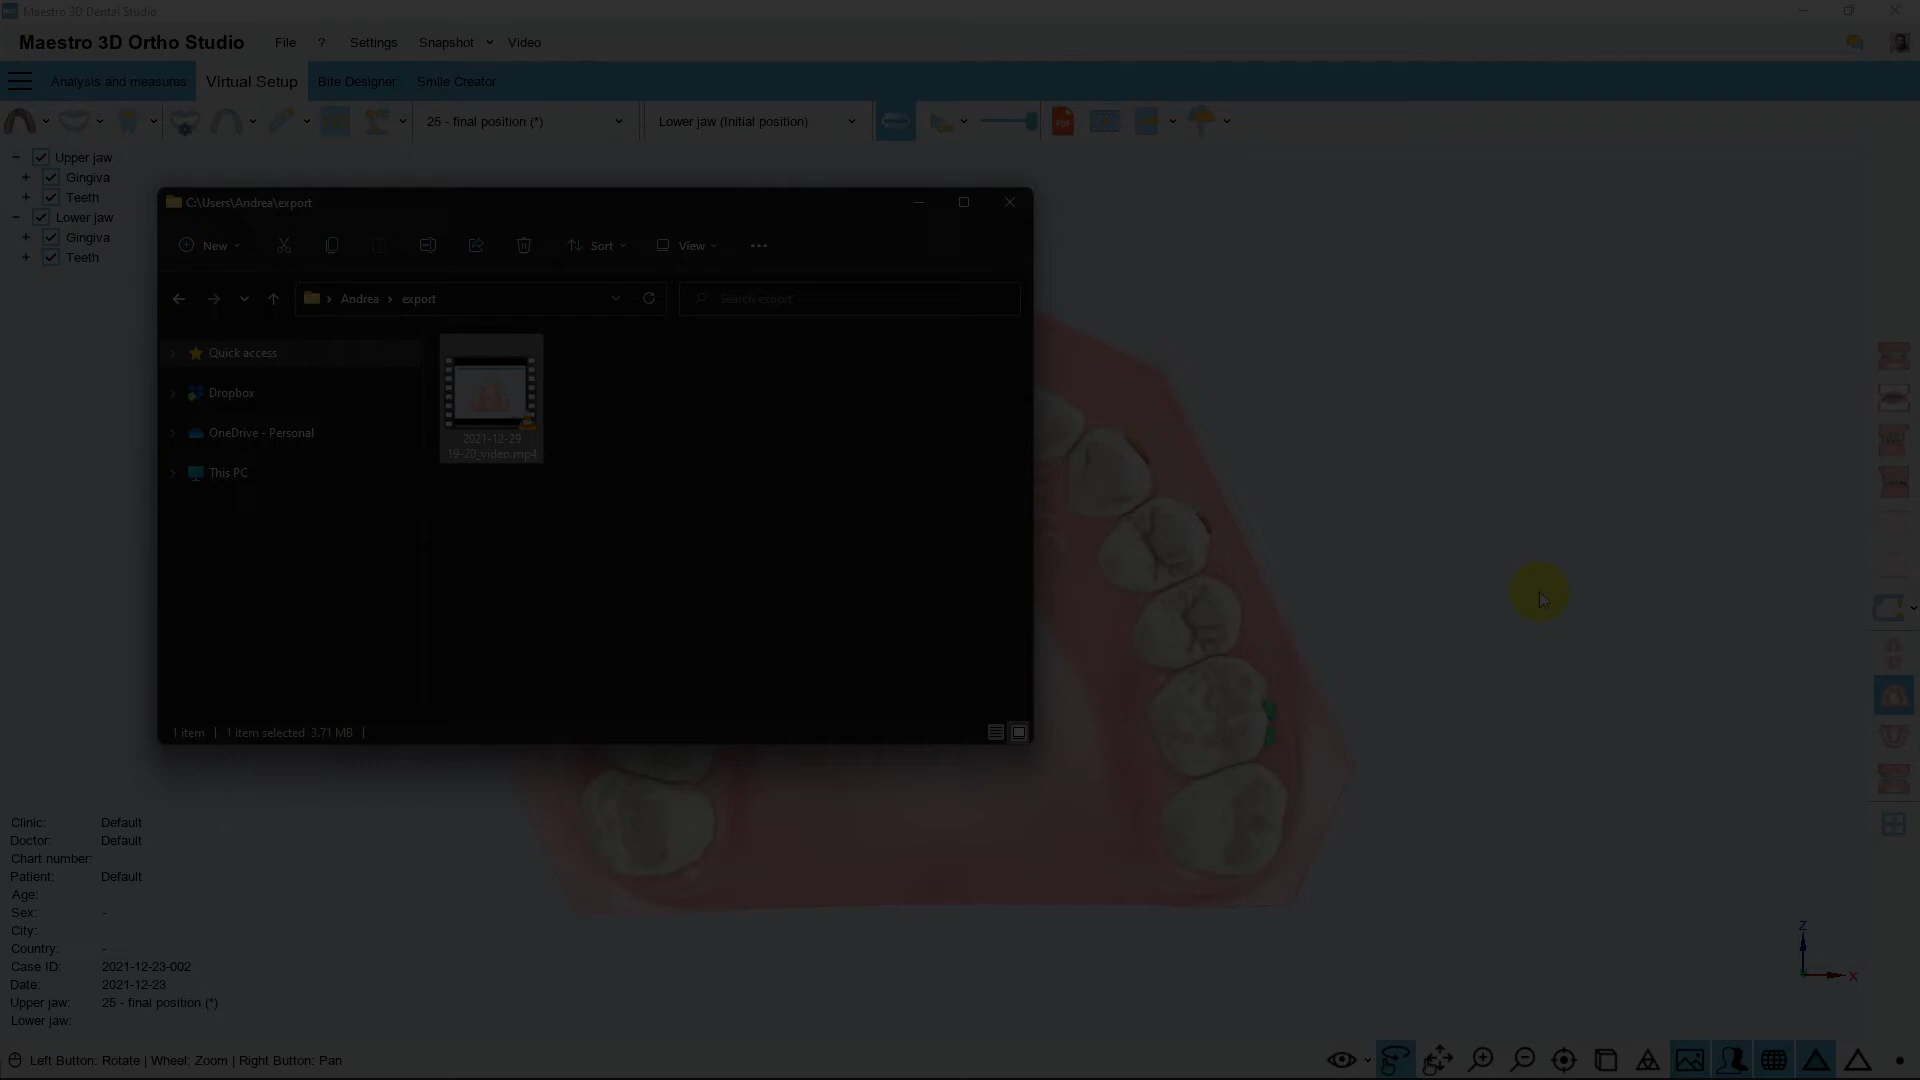 Maestro 3D Dental Studio
Maestro 3D Ortho Studio File ? Settings Snapshot Video
Analysis and measures Virtual Setup Bite Designer Smile Creator
25 - final position (*) Lower jaw (Initial position) PDF
Upper jaw
Gingiva
Teeth
Lower jaw
Gingiva
Teeth
C:\Users\Andrea\export
New Sort View
Andrea › export Search export
Quick access
Dropbox
OneDrive - Personal
This PC
2021-12-29
19-20_video.mp4
1 item | 1 item selected 3.71 MB |
Clinic: Default
Doctor: Default
Chart number:
Patient: Default
Age:
Sex: -
City:
Country: -
Case ID: 2021-12-23-002
Date: 2021-12-23
Upper jaw: 25 - final position (*)
Lower jaw:
Z
X
Left Button: Rotate | Wheel: Zoom | Right Button: Pan